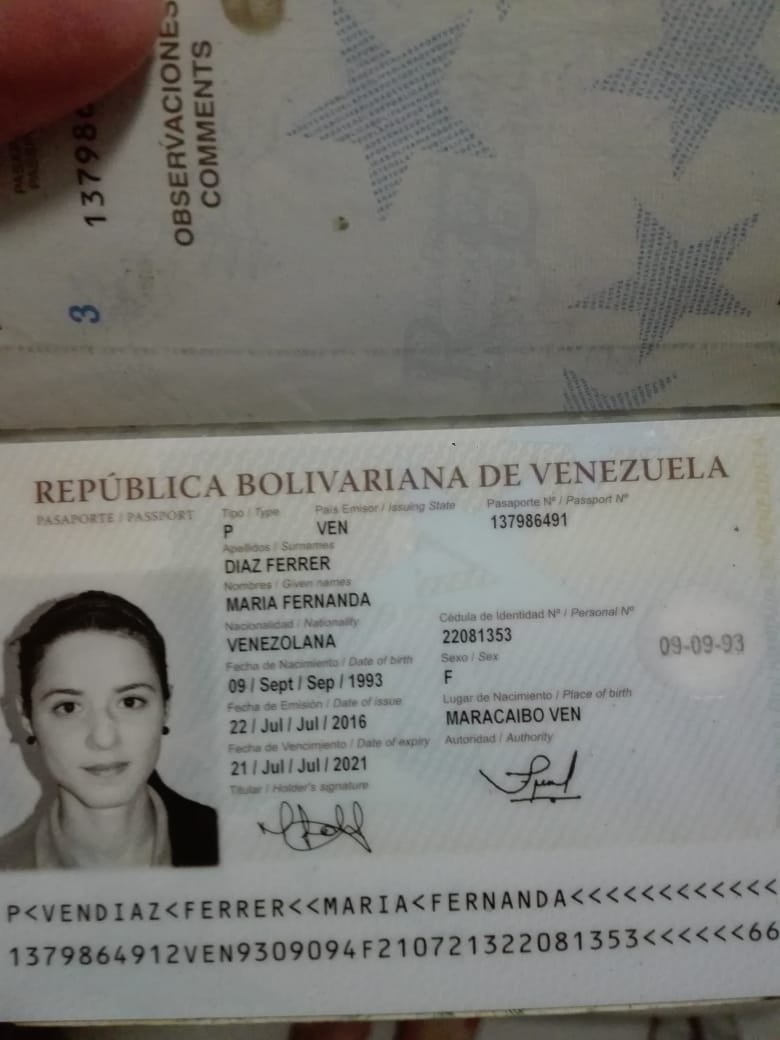 OBSERVACIONES
COMMENTS
3
REPÚBLICA BOLIVARIANA DE VENEZUELA
PASAPORTE / PASSPORT
Tipo / Type País Emisor / Issuing State Pasaporte Nº / Passport Nº
P VEN 137986491
Apellidos / Surnames
DIAZ FERRER
Nombres / Given names
MARIA FERNANDA
Nacionalidad / Nationality Cédula de Identidad Nº / Personal Nº
VENEZOLANA 22081353
09-09-93
Fecha de Nacimiento / Date of birth Sexo / Sex
09 / Sept / Sep / 1993 F
Fecha de Emisión / Date of issue Lugar de Nacimiento / Place of birth
22 / Jul / Jul / 2016 MARACAIBO VEN
Fecha de Vencimiento / Date of expiry Autoridad / Authority
21 / Jul / Jul / 2021
Titular / Holder's signature
P<VENDIAZ<FERRER<<MARIA<FERNANDA<<<<<<<<<<<<
1379864912VEN9309094F210721322081353<<<<<<66